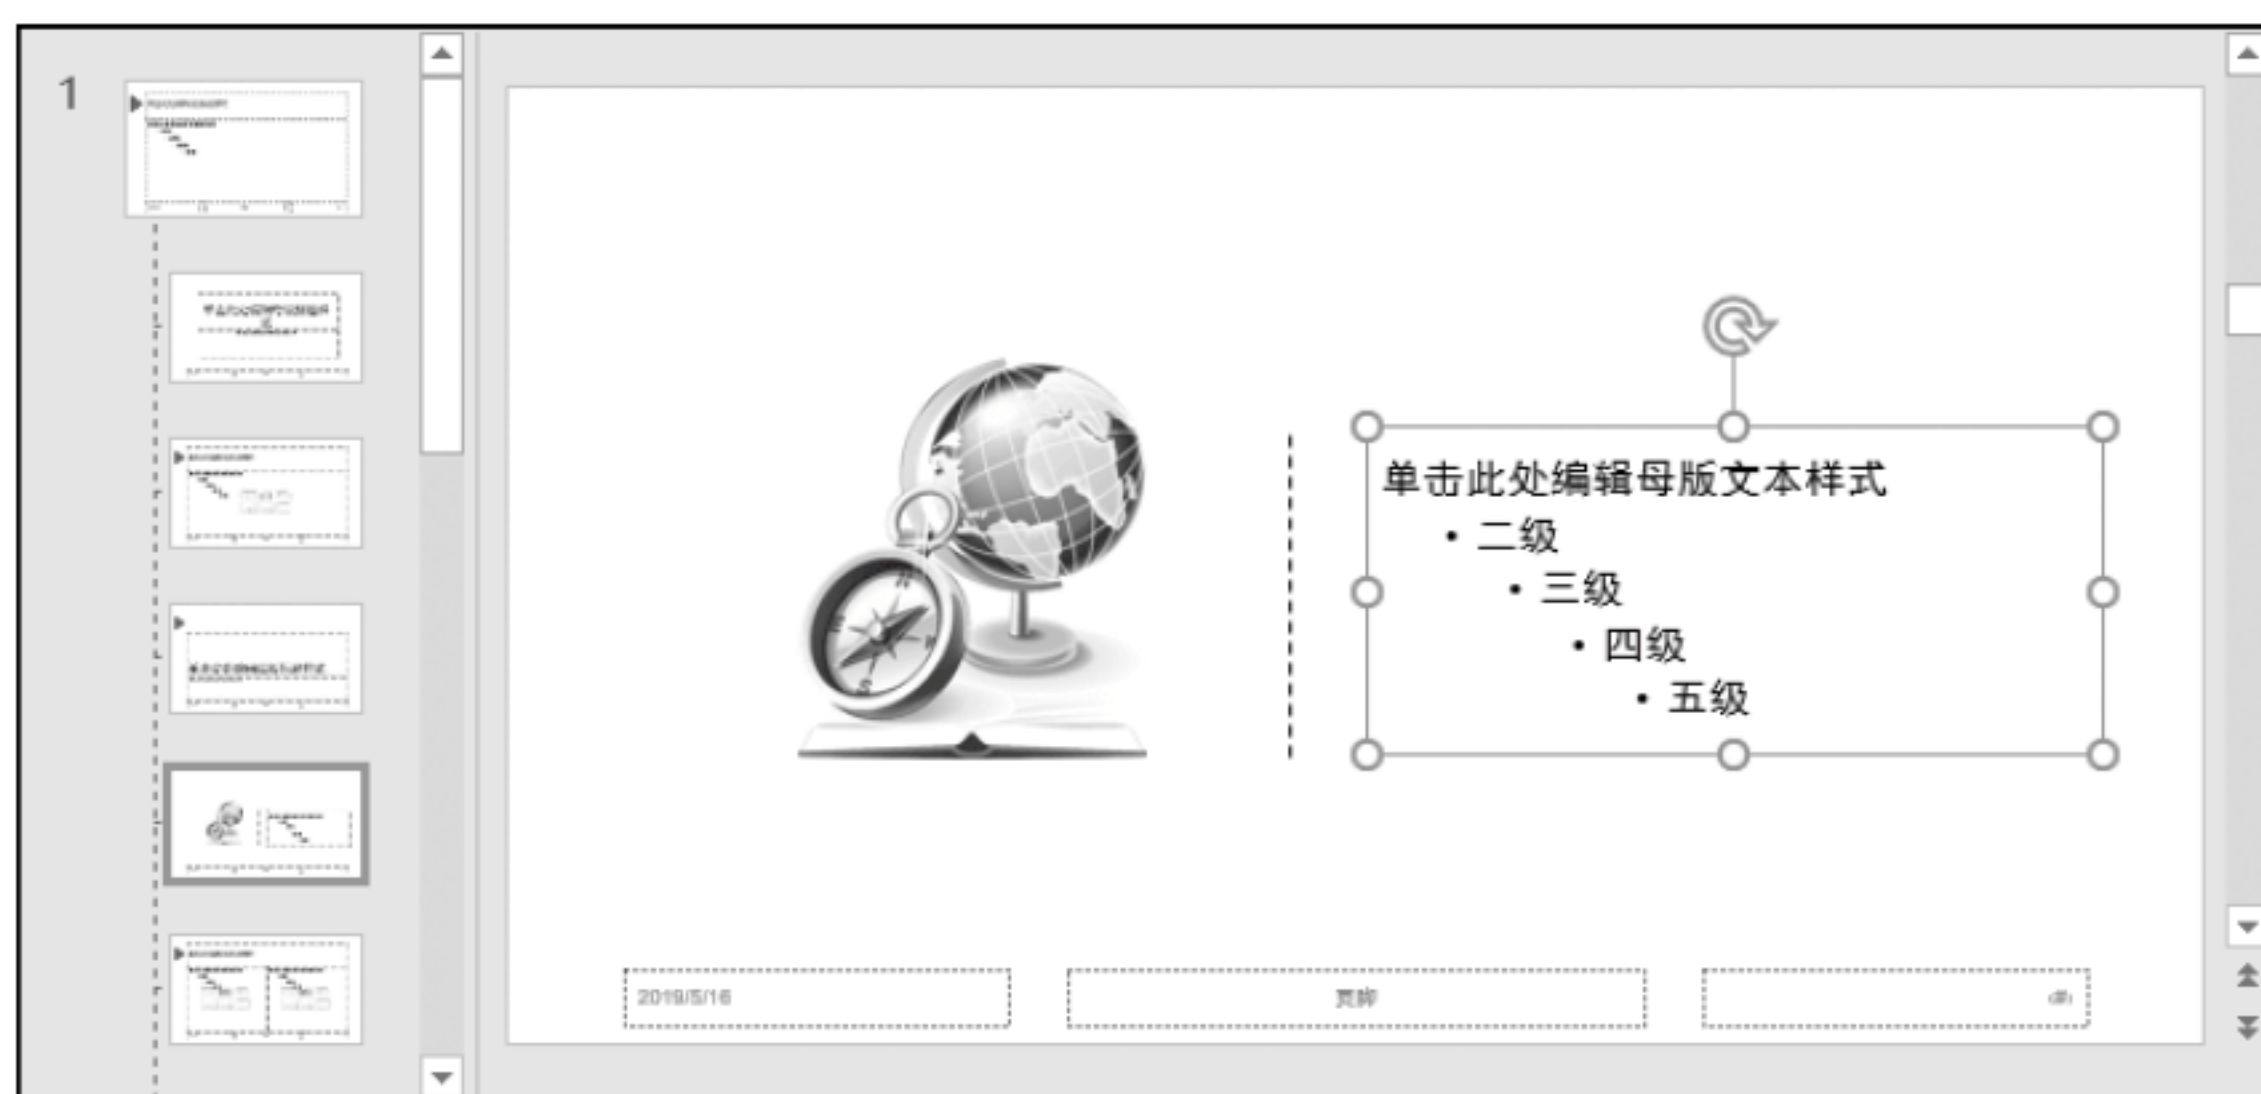 1
单击此处编辑母版文本样式
• 二级
• 三级
• 四级
• 五级
2019/5/16
页脚
‹#›